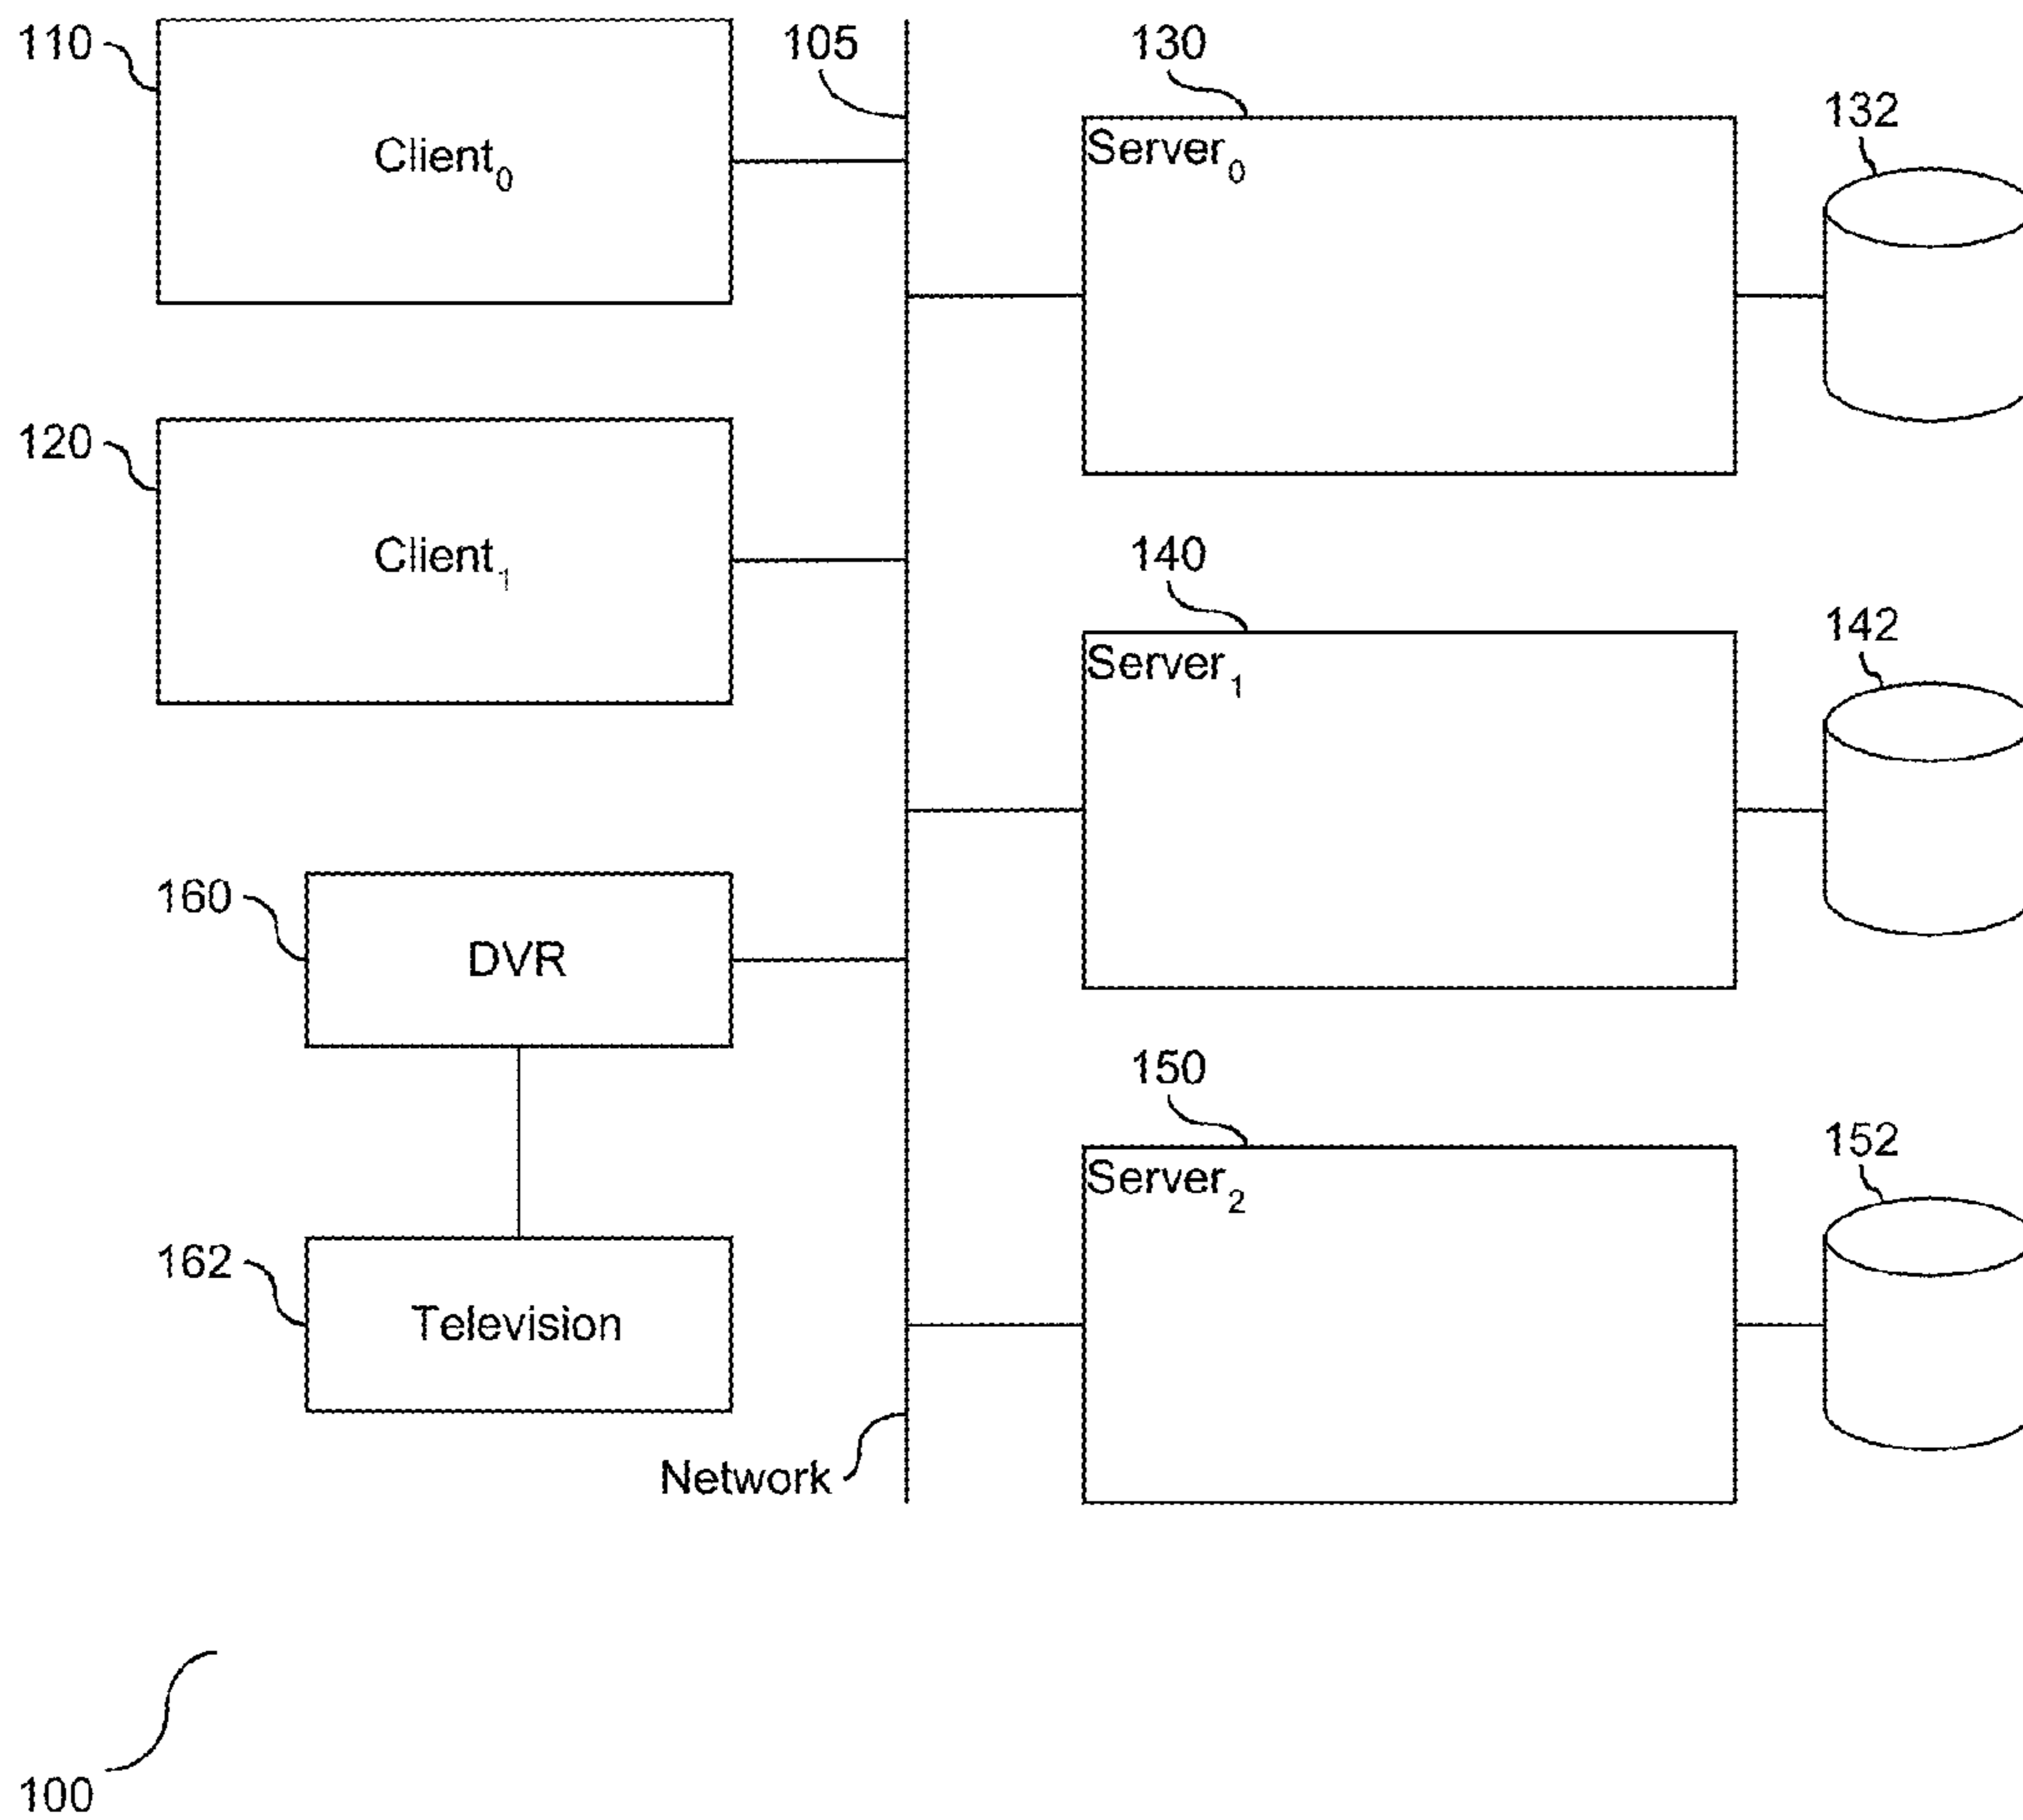 110
105
130
132
Client₀
Server₀
120
Client₁
140
142
Server₁
160
DVR
150
152
Server₂
162
Television
Network
100